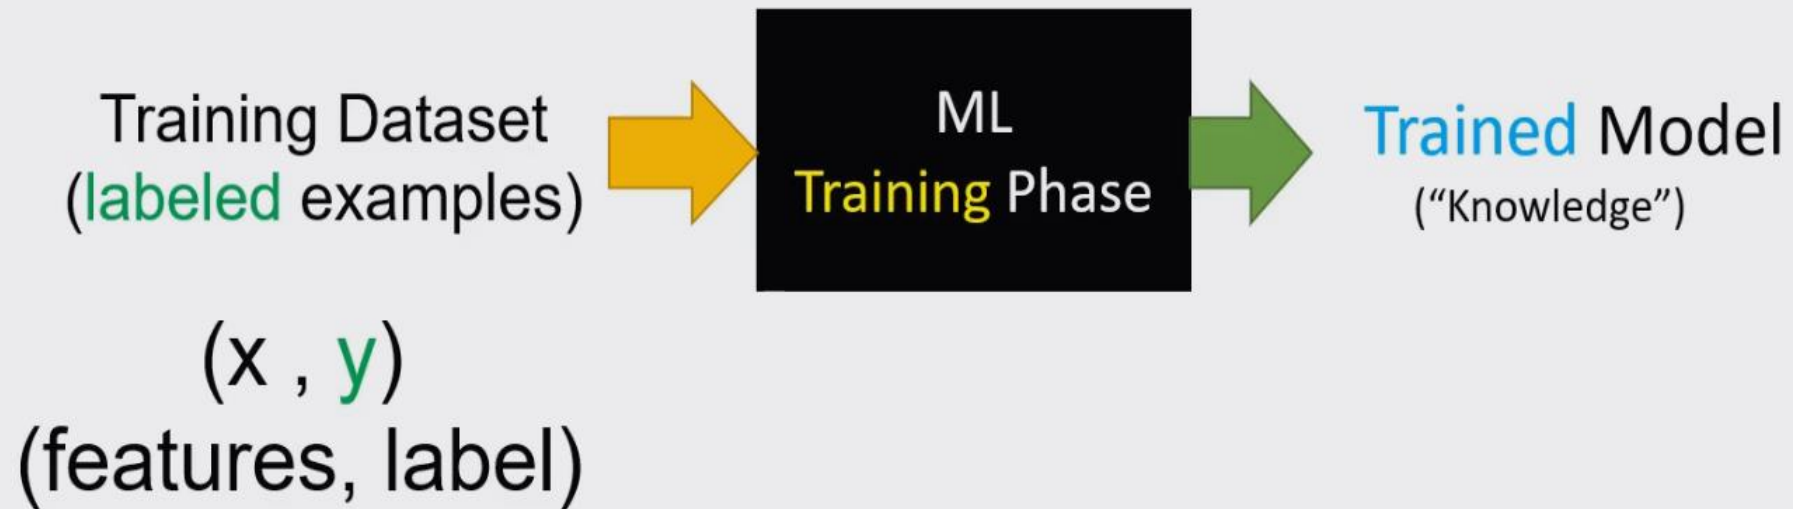 Training Dataset
(labeled examples)
ML
Training Phase
Trained Model
(“Knowledge”)
(x , y)
(features, label)